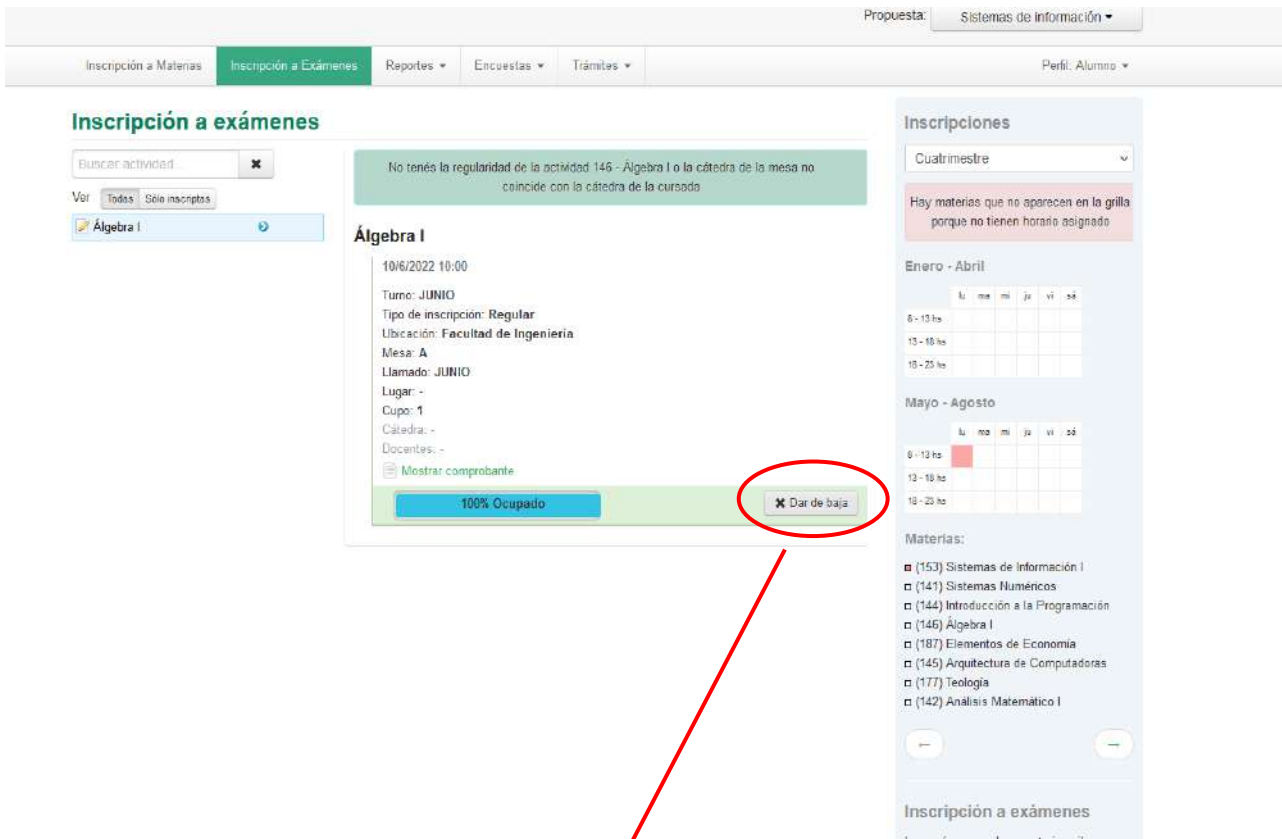 Propuesta: Sistemas de información
Inscripción a Materias Inscripción a Exámenes Reportes Encuestas Trámites Perfil: Alumno
Inscripción a exámenes
Buscar actividad...
Ver Todas Sólo inscriptos
Álgebra I
No tenés la regularidad de la actividad 146 - Álgebra I o la cátedra de la mesa no
coincide con la cátedra de la cursada
Álgebra I
10/6/2022 10:00
Turno: JUNIO
Tipo de inscripción: Regular
Ubicación: Facultad de Ingeniería
Mesa: A
Llamado: JUNIO
Lugar: -
Cupo: 1
Cátedra: -
Docentes: -
Mostrar comprobante
100% Ocupado
Dar de baja
Inscripciones
Cuatrimestre
Hay materias que no aparecen en la grilla
porque no tienen horario asignado
Enero - Abril
lu ma mi ju vi sá
8 - 13 hs
13 - 18 hs
18 - 23 hs
Mayo - Agosto
lu ma mi ju vi sá
8 - 13 hs
13 - 18 hs
18 - 23 hs
Materias:
(153) Sistemas de Información I
(141) Sistemas Numéricos
(144) Introducción a la Programación
(146) Álgebra I
(187) Elementos de Economía
(145) Arquitectura de Computadoras
(177) Teología
(142) Análisis Matemático I
Inscripción a exámenes